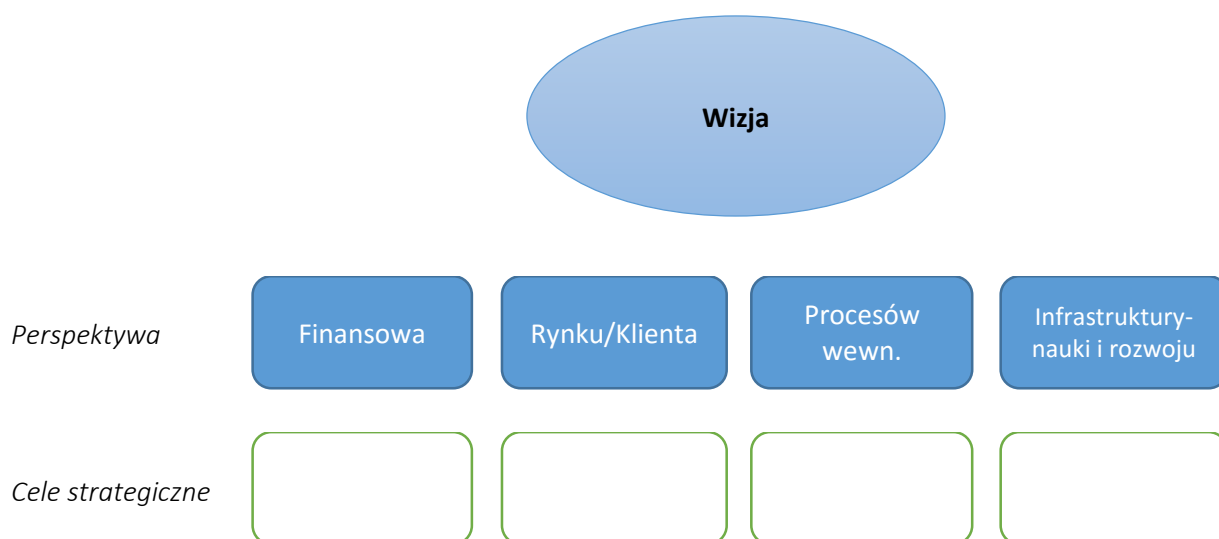 Wizja
Perspektywa
Finansowa
Rynku/Klienta
Procesów
wewn.
Infrastruktury-
nauki i rozwoju
Cele strategiczne